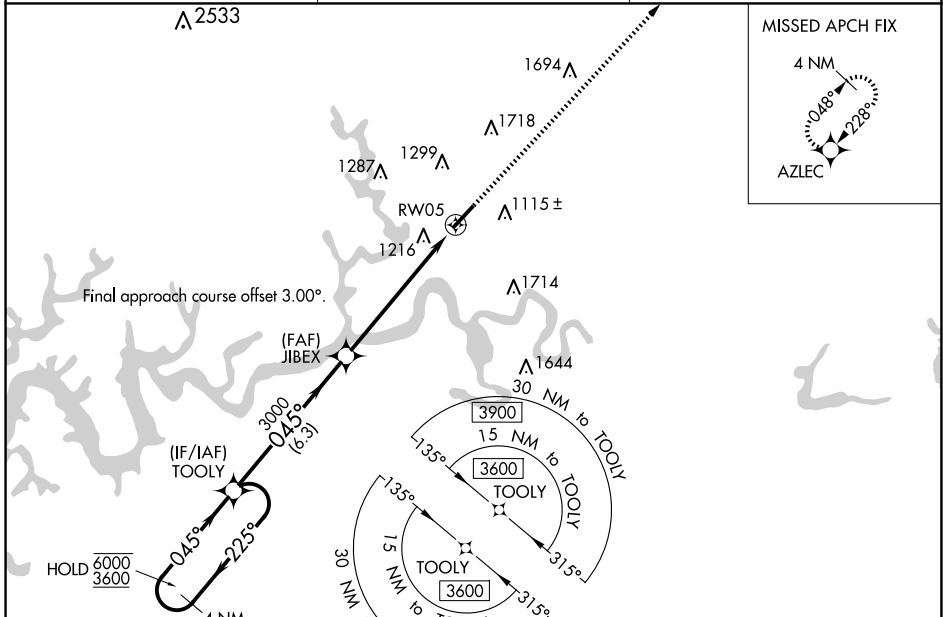 2533
MISSED APCH FIX
4 NM
048°
228°
AZLEC
1694
1718
1299
1287
RW05
1115 ±
1216
Final approach course offset 3.00°.
1714
(FAF)
JIBEX
1644
3000
045°
(6.3)
(IF/IAF)
TOOLY
30 NM to TOOLY
3900
15 NM to TOOLY
135°
3600
TOOLY
315°
045°
225°
HOLD 6000
3600
4 NM
135°
30 NM
15 NM to
TOOLY
3600
315°